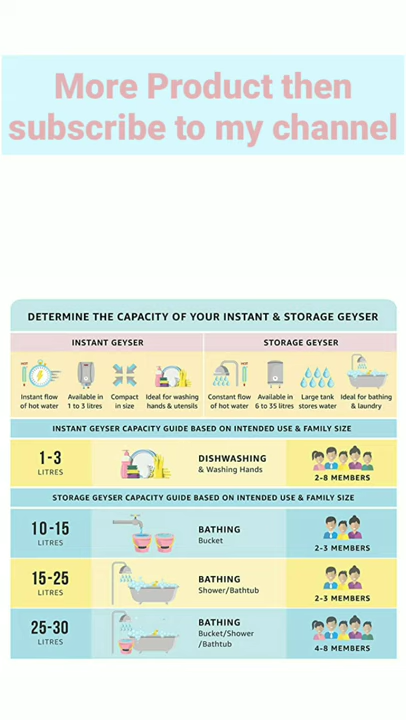 More Product then
subscribe to my channel
DETERMINE THE CAPACITY OF YOUR INSTANT & STORAGE GEYSER
INSTANT GEYSER
STORAGE GEYSER
HOT
Instant flow
of hot water
Available in
1 to 3 litres
Compact
in size
Ideal for washing
hands & utensils
HOT
Constant flow
of hot water
Available in
6 to 35 litres
Large tank
stores water
Ideal for bathing
& laundry
INSTANT GEYSER CAPACITY GUIDE BASED ON INTENDED USE & FAMILY SIZE
1-3
LITRES
DISHWASHING
& Washing Hands
2-8 MEMBERS
STORAGE GEYSER CAPACITY GUIDE BASED ON INTENDED USE & FAMILY SIZE
10-15
LITRES
BATHING
Bucket
2-3 MEMBERS
15-25
LITRES
BATHING
Shower/Bathtub
2-3 MEMBERS
25-30
LITRES
BATHING
Bucket/Shower
/Bathtub
4-8 MEMBERS